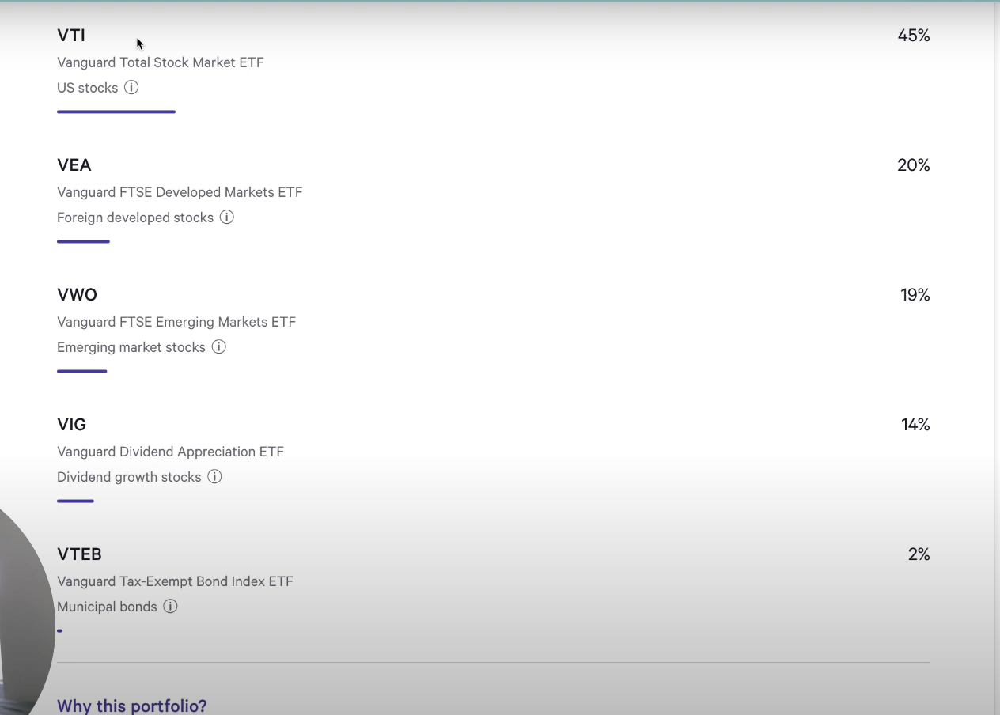 VTI 45%
Vanguard Total Stock Market ETF
US stocks
VEA 20%
Vanguard FTSE Developed Markets ETF
Foreign developed stocks
VWO 19%
Vanguard FTSE Emerging Markets ETF
Emerging market stocks
VIG 14%
Vanguard Dividend Appreciation ETF
Dividend growth stocks
VTEB 2%
Vanguard Tax-Exempt Bond Index ETF
Municipal bonds
Why this portfolio?